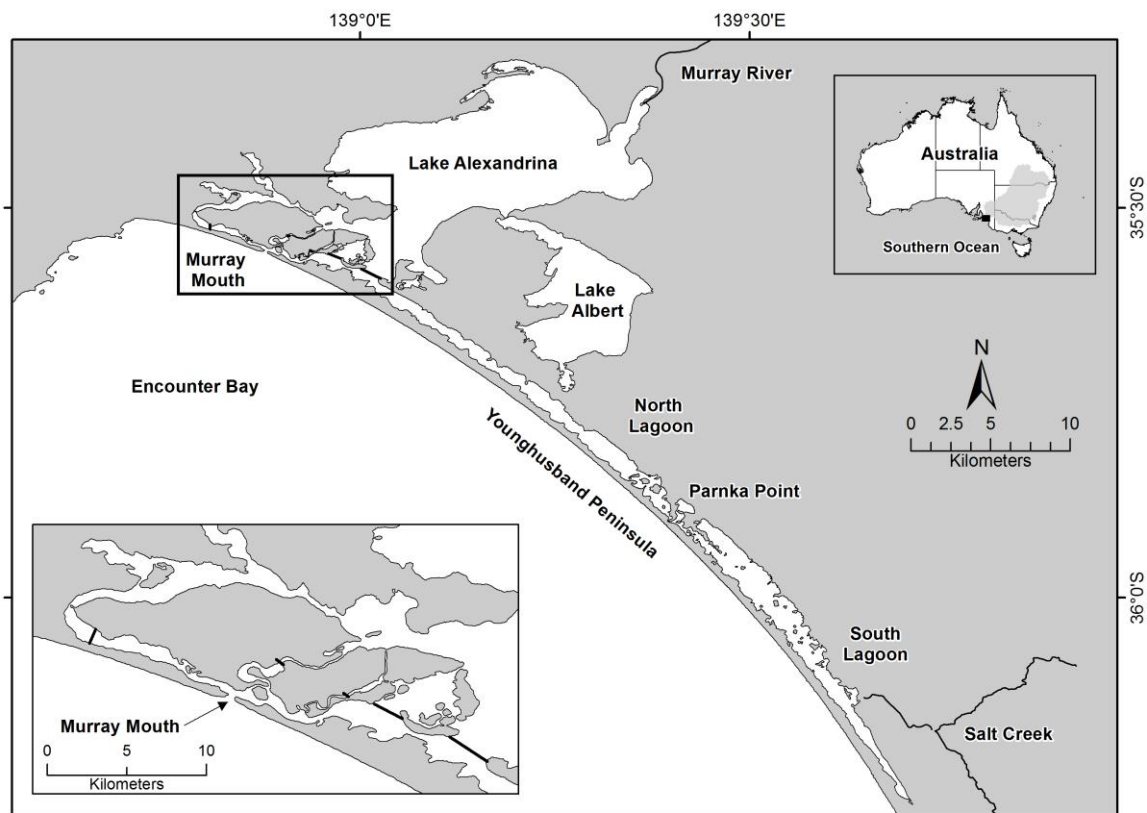 139°0'E
139°30'E
Murray River
Lake Alexandrina
Australia
Southern Ocean
35°30'S
Murray
Mouth
Lake
Albert
Encounter Bay
N
North
Lagoon
0 2.5 5 10
Kilometers
Younghusband Peninsula
Parnka Point
36°0'S
South
Lagoon
Salt Creek
Murray Mouth
0 5 10
Kilometers